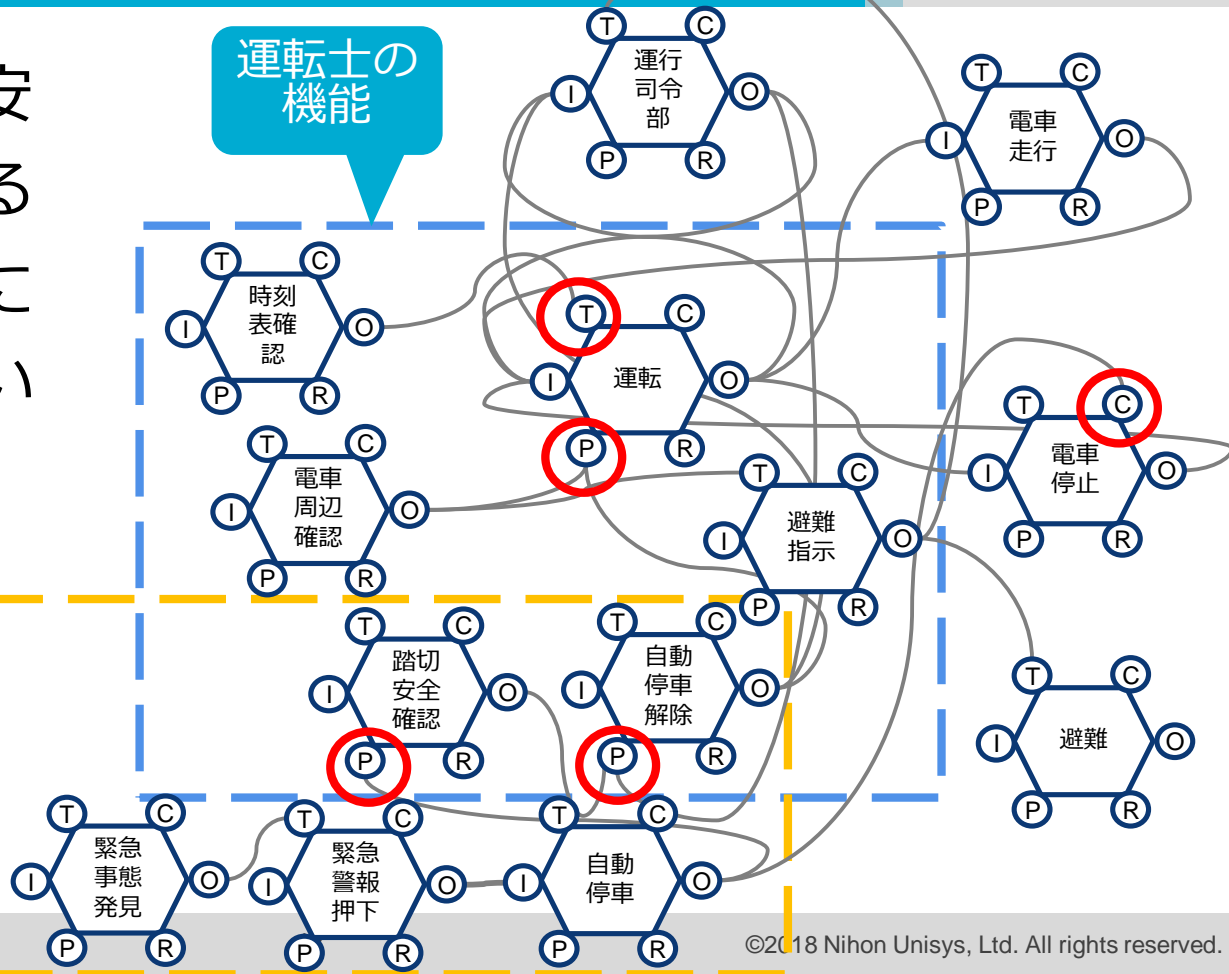 安
る
に
い
運転士の
機能
T
C
運行
司令
部
I
O
P
R
T
C
電車
走行
I
O
P
R
T
C
時刻
表確
認
I
O
P
R
T
C
運転
I
O
P
R
T
C
電車
停止
I
O
P
R
T
C
電車
周辺
確認
I
O
P
R
T
C
避難
指示
I
O
P
R
T
C
踏切
安全
確認
I
O
P
R
T
C
自動
停車
解除
I
O
P
R
T
C
避難
I
O
P
R
T
C
緊急
事態
発見
I
O
P
R
T
C
緊急
警報
押下
I
O
P
R
T
C
自動
停車
I
O
P
R
©2018 Nihon Unisys, Ltd. All rights reserved.